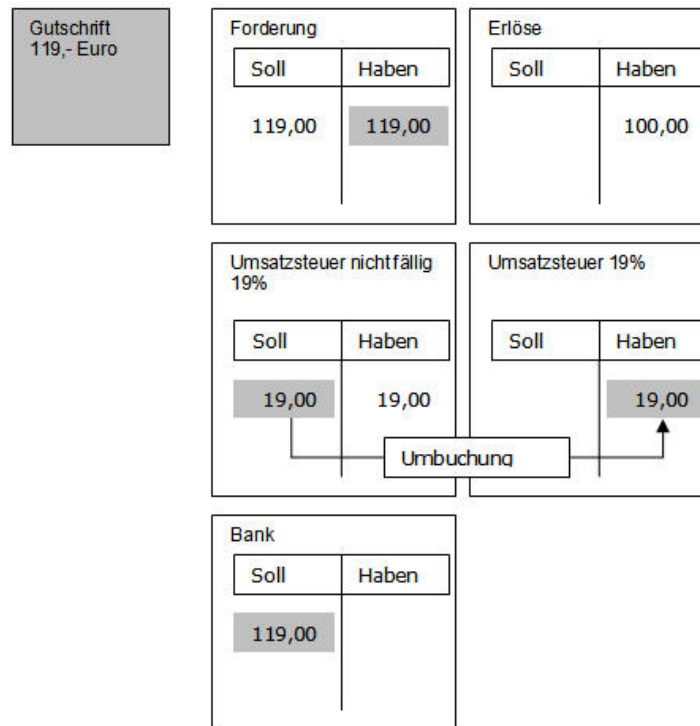 Gutschrift
119,- Euro
Forderung
Soll Haben
119,00 119,00
Erlöse
Soll Haben
100,00
Umsatzsteuer nicht fällig
19%
Soll Haben
19,00 19,00
Umsatzsteuer 19%
Soll Haben
19,00
Umbuchung
Bank
Soll Haben
119,00